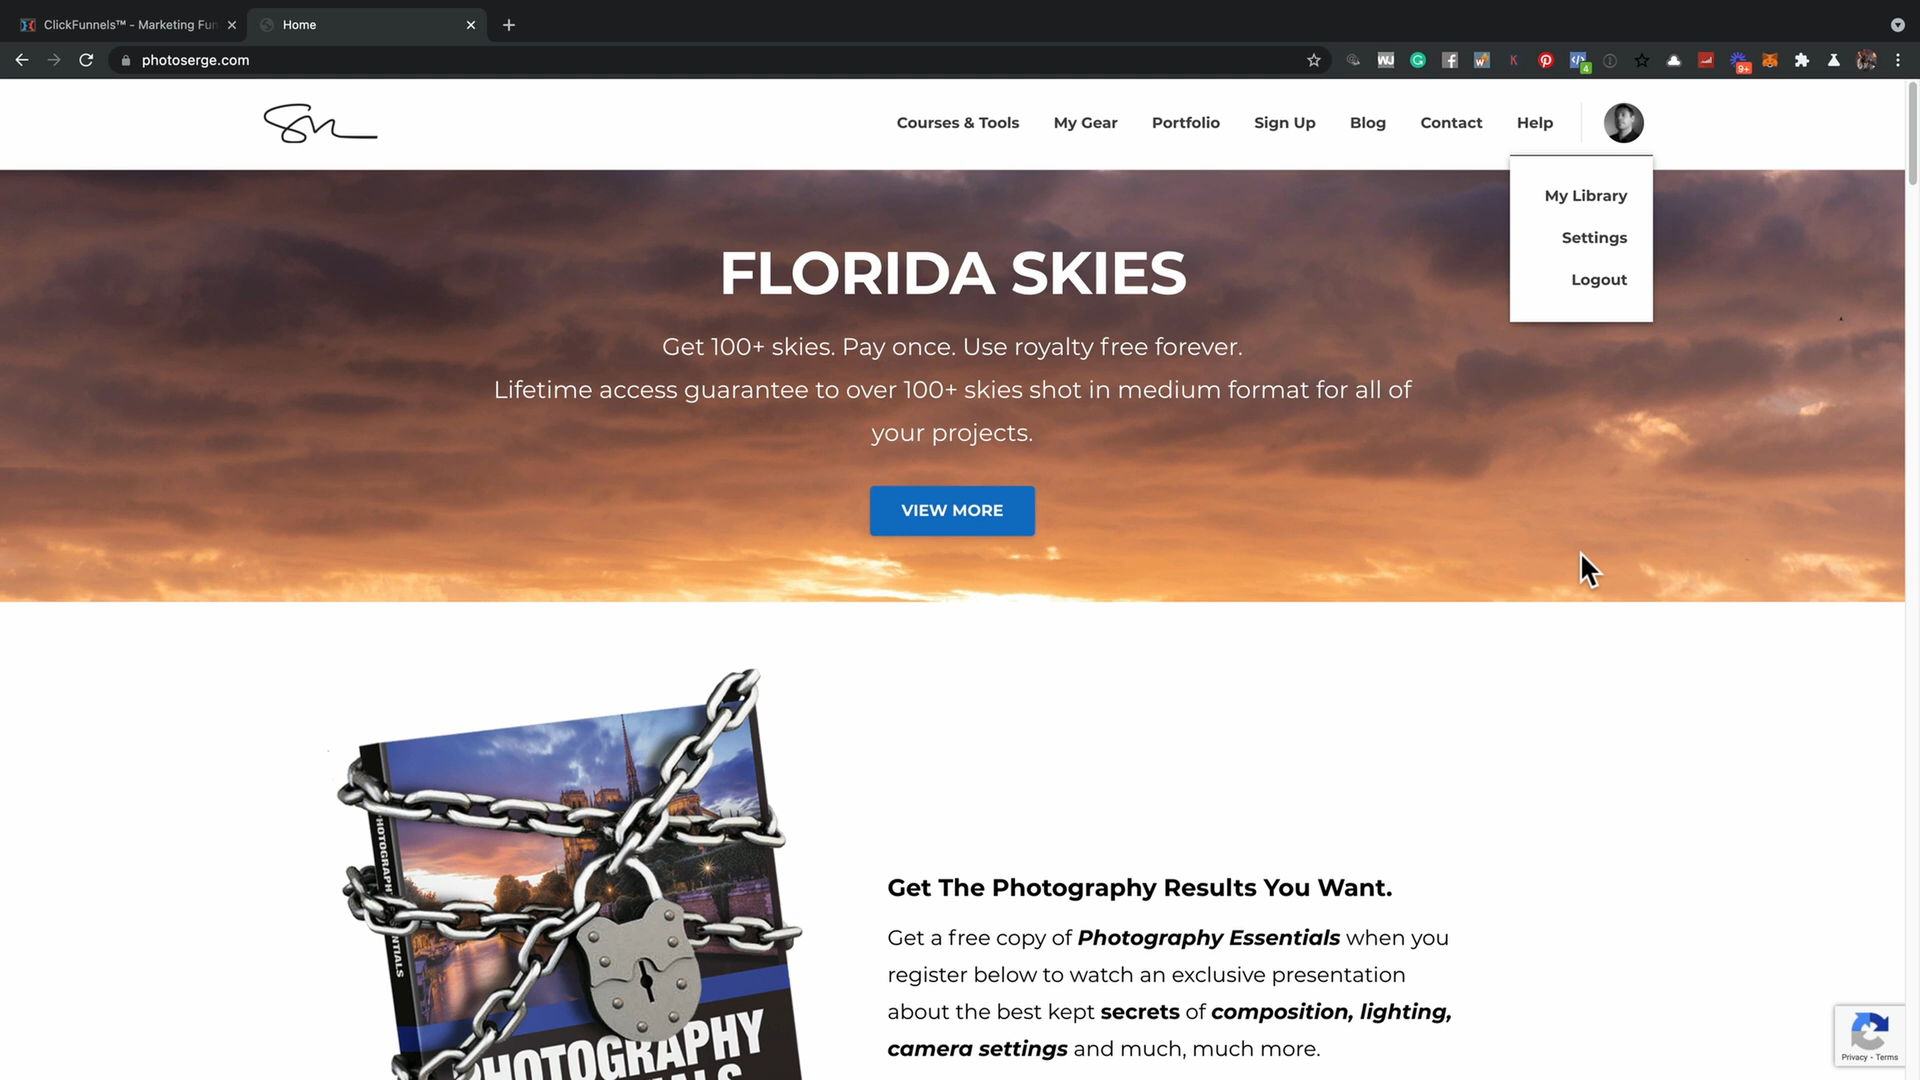 ClickFunnels™ - Marketing Fun
Home
photoserge.com
4
9+
Courses & Tools
My Gear
Portfolio
Sign Up
Blog
Contact
Help
My Library
Settings
Logout
FLORIDA SKIES
Get 100+ skies. Pay once. Use royalty free forever.
Lifetime access guarantee to over 100+ skies shot in medium format for all of
your projects.
VIEW MORE
Get The Photography Results You Want.
Get a free copy of Photography Essentials when you
register below to watch an exclusive presentation
about the best kept secrets of composition, lighting,
camera settings and much, much more.
PHOTOGRAPHY
Privacy - Terms